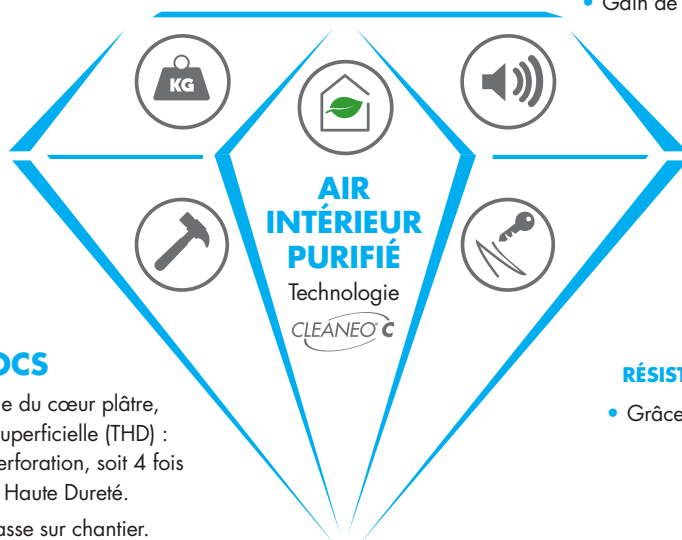 • Gain de
KG
AIR
INTÉRIEUR
PURIFIÉ
Technologie
CLEANEO® C
OCS
e du cœur plâtre,
uperficielle (THD) :
erforation, soit 4 fois
Haute Dureté.
asse sur chantier.
RÉSIST
• Grâce